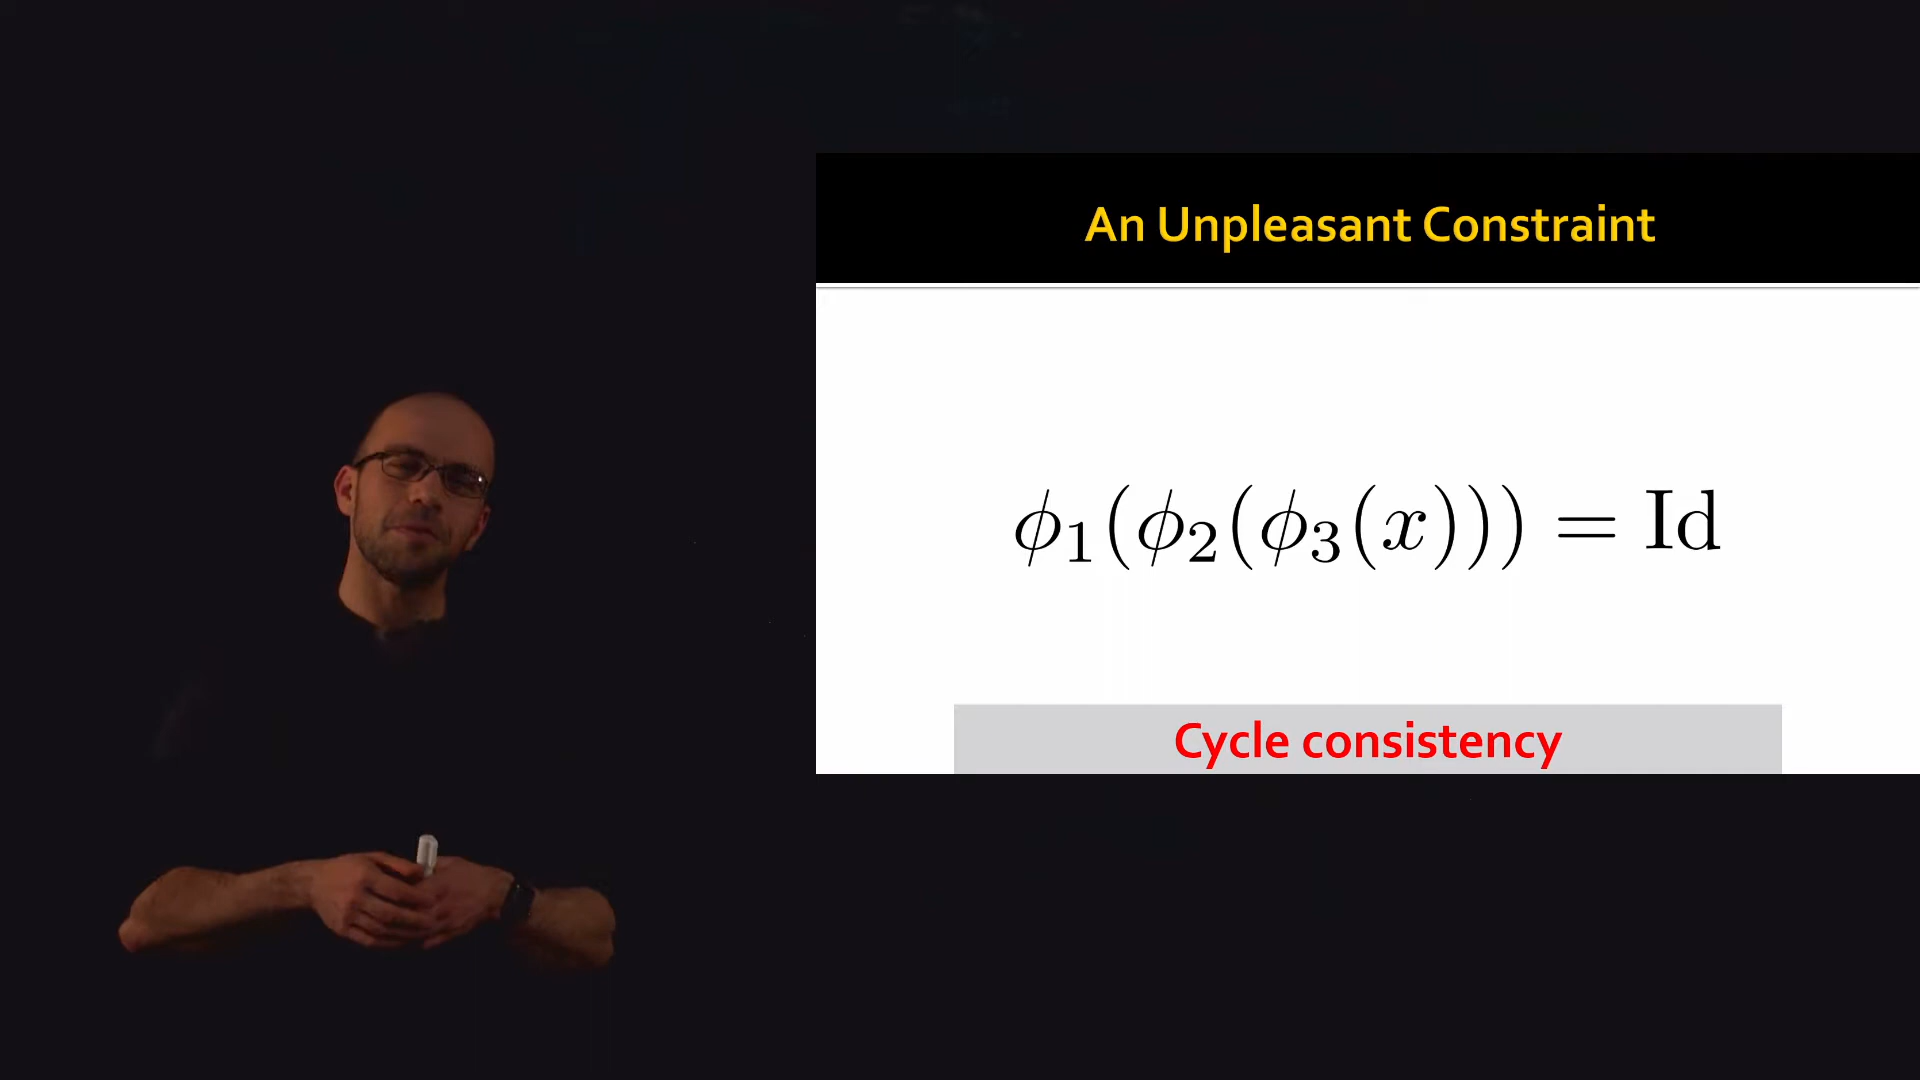 An Unpleasant Constraint
ϕ₁(ϕ₂(ϕ₃(x))) = Id
Cycle consistency